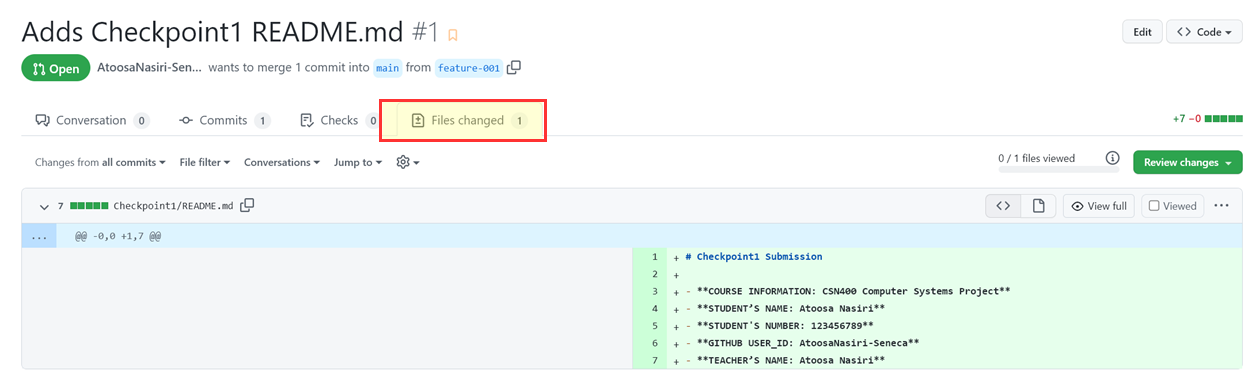 Adds Checkpoint1 README.md #1
Edit
Code
Open AtoosaNasiri-Sen... wants to merge 1 commit into main from feature-001
Conversation 0 Commits 1 Checks 0 Files changed 1 +7 −0
Changes from all commits File filter Conversations Jump to 0 / 1 files viewed Review changes
7 Checkpoint1/README.md View full Viewed ...
... @@ -0,0 +1,7 @@
1 + # Checkpoint1 Submission
2 +
3 + - **COURSE INFORMATION: CSN400 Computer Systems Project**
4 + - **STUDENT’S NAME: Atoosa Nasiri**
5 + - **STUDENT'S NUMBER: 123456789**
6 + - **GITHUB USER_ID: AtoosaNasiri-Seneca**
7 + - **TEACHER’S NAME: Atoosa Nasiri**